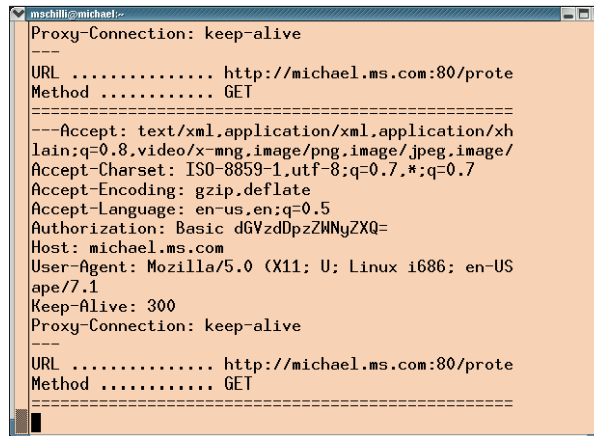 mschilli@michael:~
Proxy-Connection: keep-alive
---
URL ............... http://michael.ms.com:80/prote
Method ............ GET
==================================================
---Accept: text/xml,application/xml,application/xh
lain;q=0.8,video/x-mng,image/png,image/jpeg,image/
Accept-Charset: ISO-8859-1,utf-8;q=0.7,*;q=0.7
Accept-Encoding: gzip,deflate
Accept-Language: en-us,en;q=0.5
Authorization: Basic dGVzdDpzZWNyZXQ=
Host: michael.ms.com
User-Agent: Mozilla/5.0 (X11; U; Linux i686; en-US
ape/7.1
Keep-Alive: 300
Proxy-Connection: keep-alive
---
URL ............... http://michael.ms.com:80/prote
Method ............ GET
==================================================